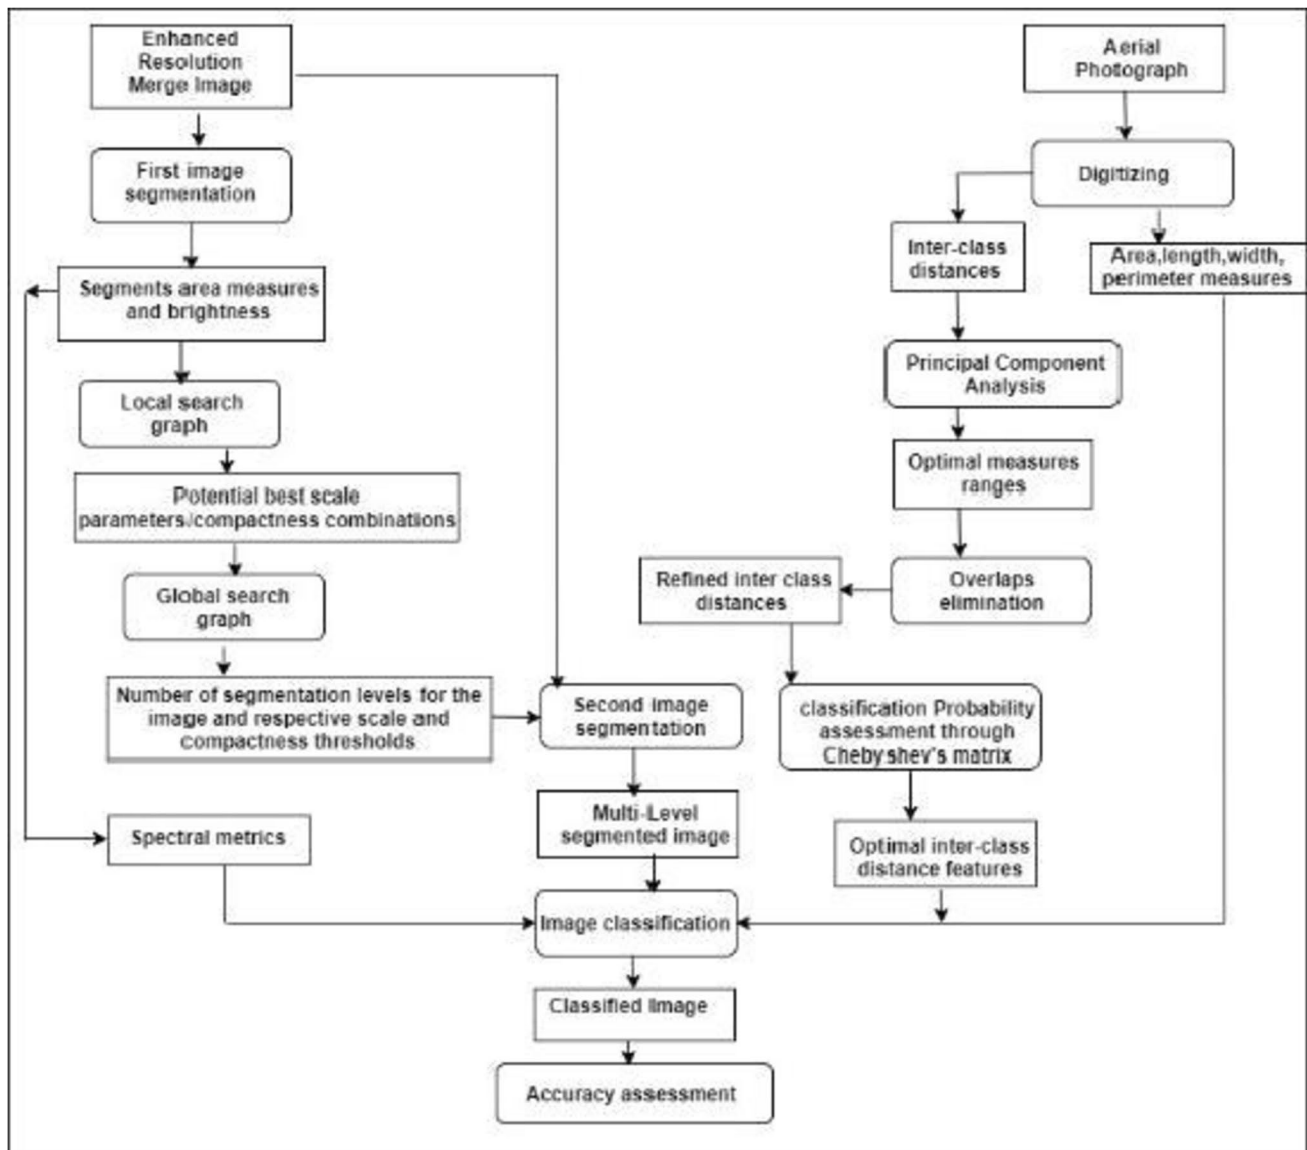 Enhanced
Resolution
Merge Image
Aerial
Photograph
First image
segmentation
Digitizing
Inter-class
distances
Area,length,width,
perimeter measures
Segments area measures
and brightness
Principal Component
Analysis
Local search
graph
Optimal measures
ranges
Potential best scale
parameters/compactness combinations
Global search
graph
Refined inter class
distances
Overlaps
elimination
Number of segmentation levels for the
image and respective scale and
compactness thresholds
Second image
segmentation
classification Probability
assessment through
Chebyshev's matrix
Spectral metrics
Multi-Level
segmented image
Optimal inter-class
distance features
Image classification
Classified Image
Accuracy assessment